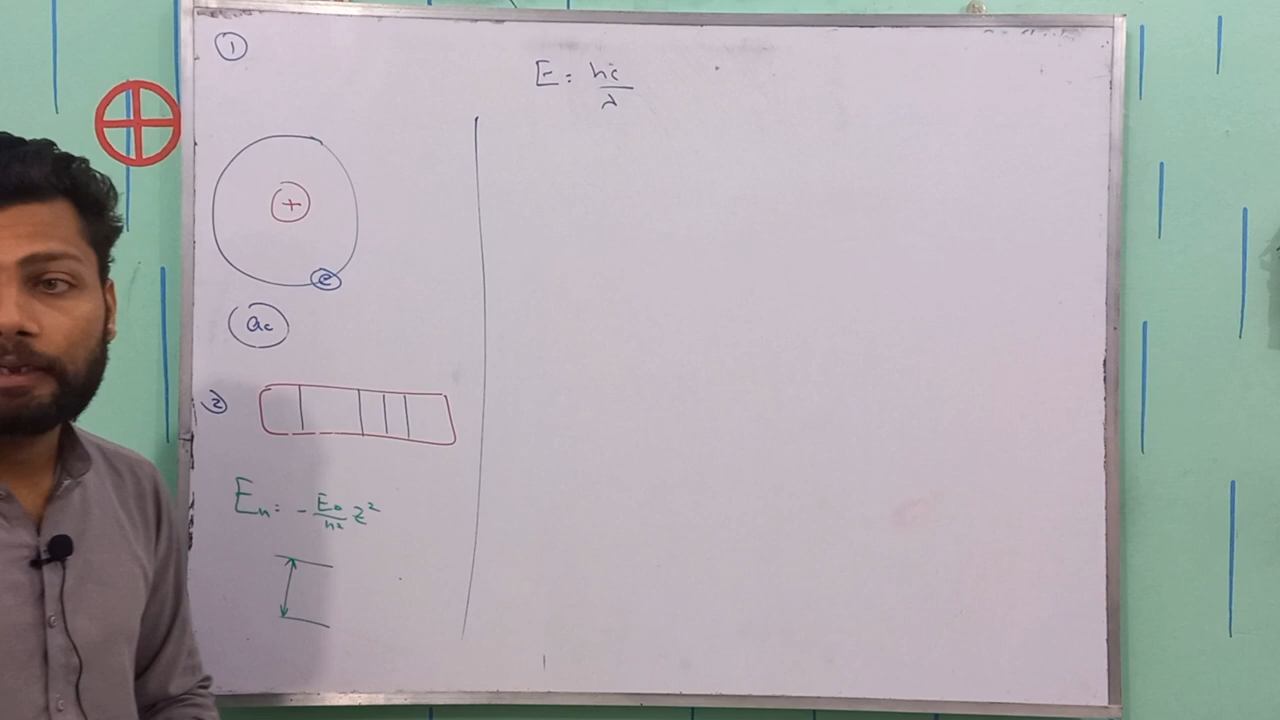 ①
+
e
ac
②
Eₙ = - E₀/n² z²
E = hc/λ